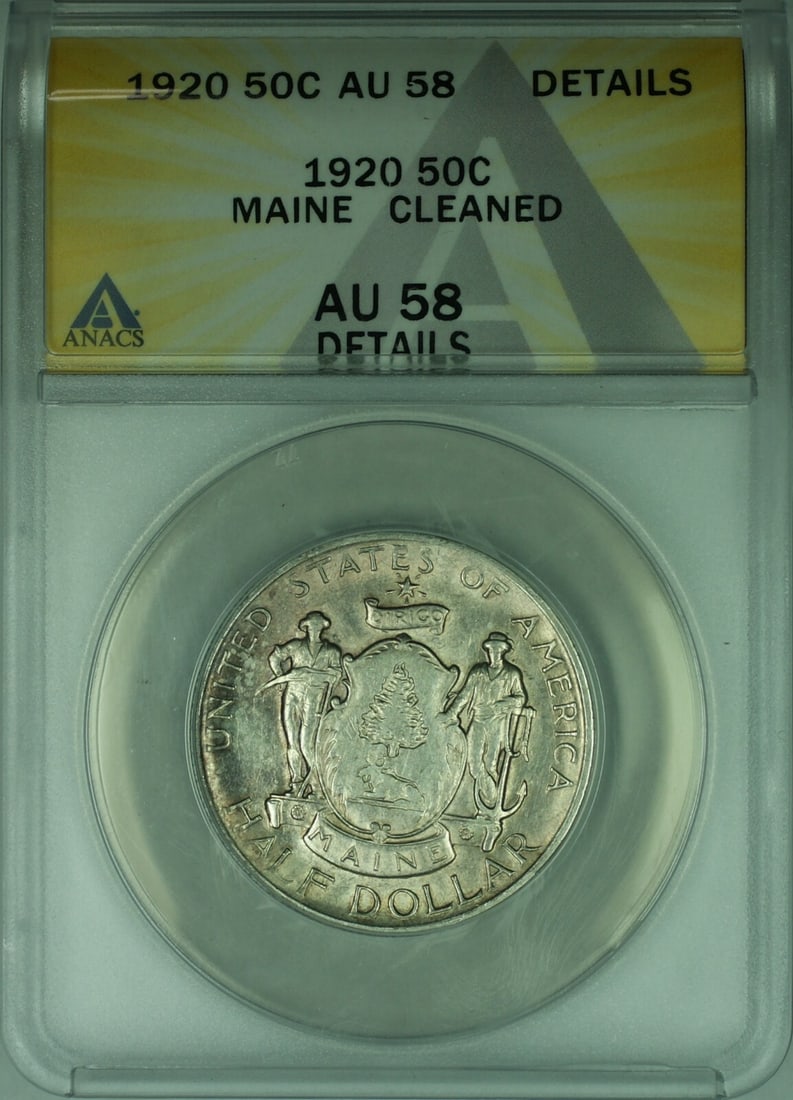 1920 50C AU 58 DETAILS
1920 50C
MAINE CLEANED
AU 58
DETAILS
ANACS
44
UNITED STATES OF AMERICA
DIRIGO
MAINE
HALF DOLLAR